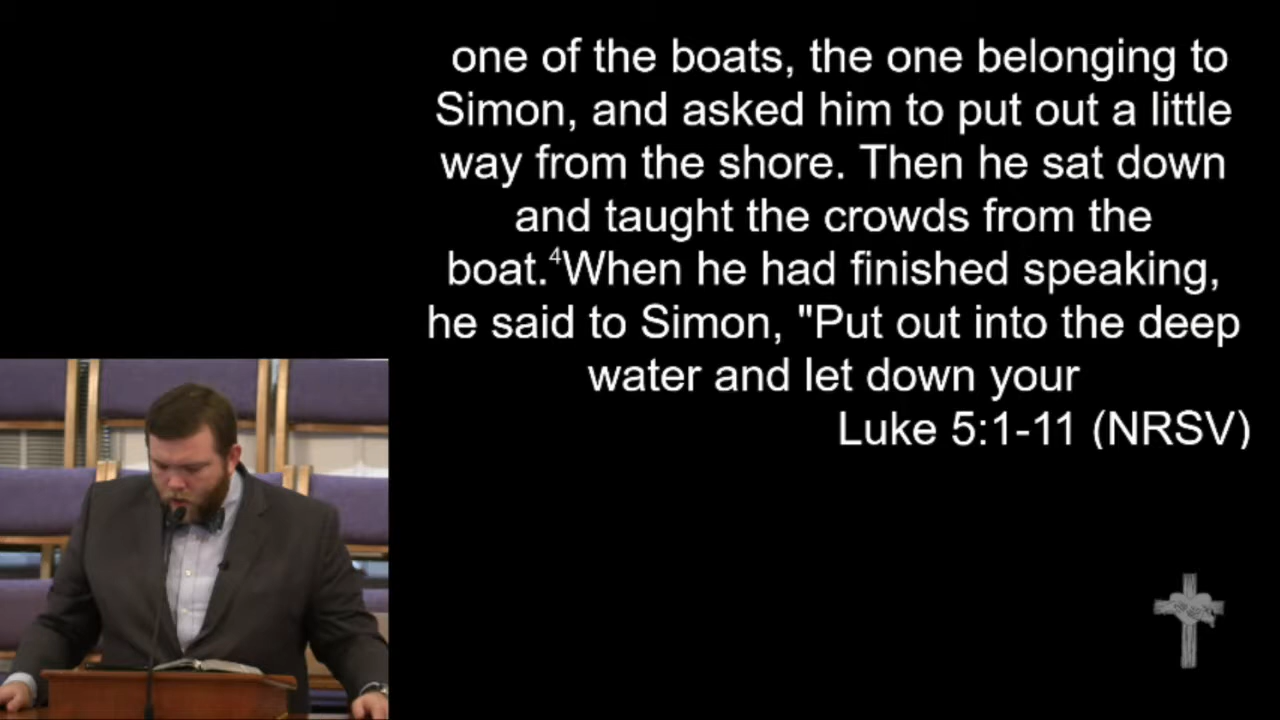 one of the boats, the one belonging to
Simon, and asked him to put out a little
way from the shore. Then he sat down
and taught the crowds from the
boat.⁴When he had finished speaking,
he said to Simon, "Put out into the deep
water and let down your
Luke 5:1-11 (NRSV)